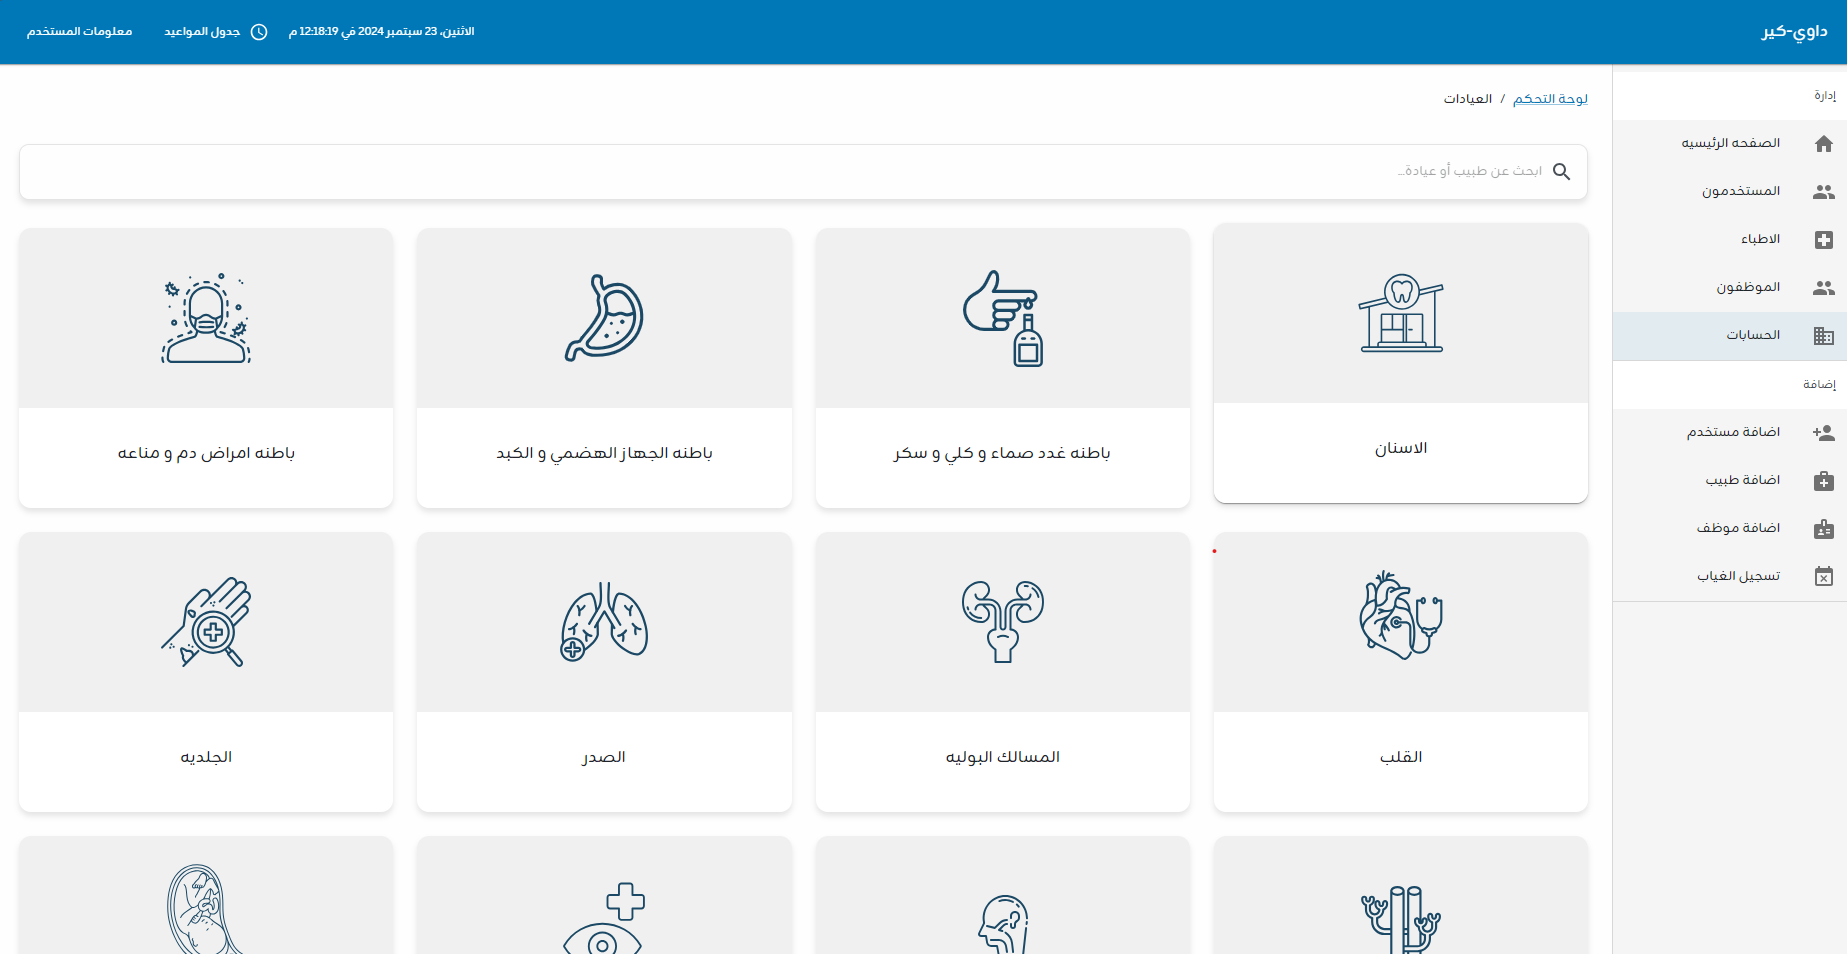 داوي-كير
الاثنين، 23 سبتمبر 2024 في 12:18:19 م
جدول المواعيد
معلومات المستخدم
إدارة
الصفحه الرئيسيه
المستخدمون
الاطباء
الموظفون
الحسابات
إضافة
اضافة مستخدم
اضافة طبيب
اضافة موظف
تسجيل الغياب
لوحة التحكم / العيادات
ابحث عن طبيب أو عيادة...
الاسنان
باطنه غدد صماء و كلي و سكر
باطنه الجهاز الهضمي و الكبد
باطنه امراض دم و مناعه
القلب
المسالك البوليه
الصدر
الجلديه